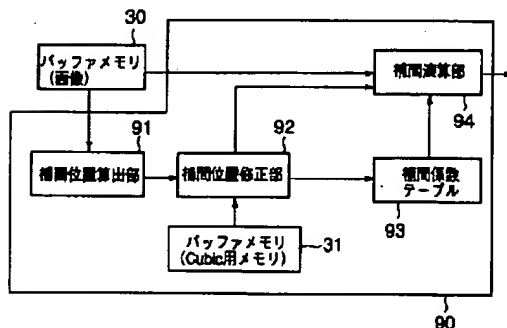 30
バッファメモリ
(画像)
補間演算部
94
91
補間位置算出部
92
補間位置修正部
補間係数
テーブル
93
バッファメモリ
(Cubic用メモリ)
31
90